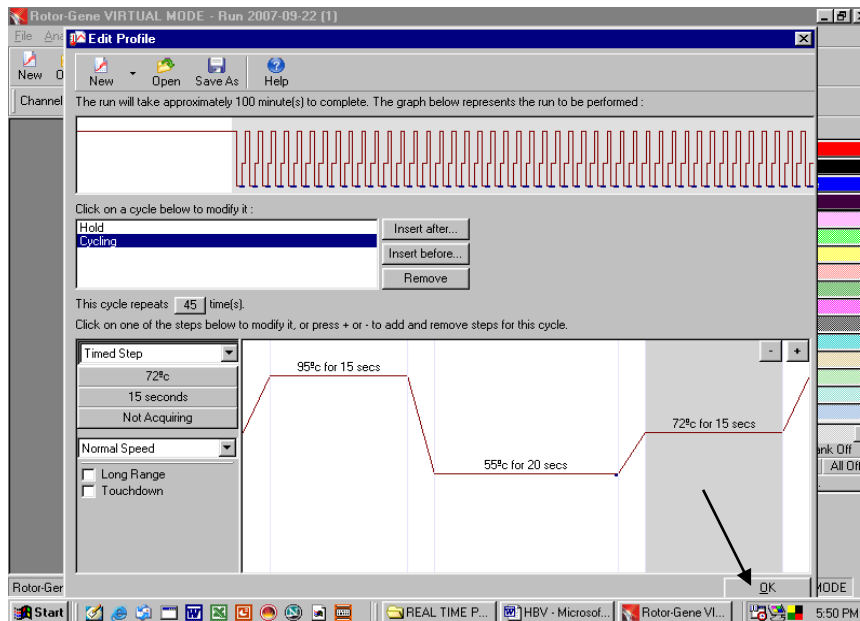 Rotor-Gene VIRTUAL MODE - Run 2007-09-22 (1)
File Ana
Edit Profile
New
New Open Save As Help
Channel
The run will take approximately 100 minute(s) to complete. The graph below represents the run to be performed :
Click on a cycle below to modify it :
Hold
Cycling
Insert after...
Insert before...
Remove
This cycle repeats 45 time(s).
Click on one of the steps below to modify it, or press + or - to add and remove steps for this cycle.
Timed Step
- +
72ºc
15 seconds
Not Acquiring
95ºc for 15 secs
72ºc for 15 secs
55ºc for 20 secs
Normal Speed
Long Range
Touchdown
ank Off
All Off
OK
Rotor-Ger
MODE
Start
REAL TIME P...
HBV - Microsof...
Rotor-Gene VI...
5:50 PM